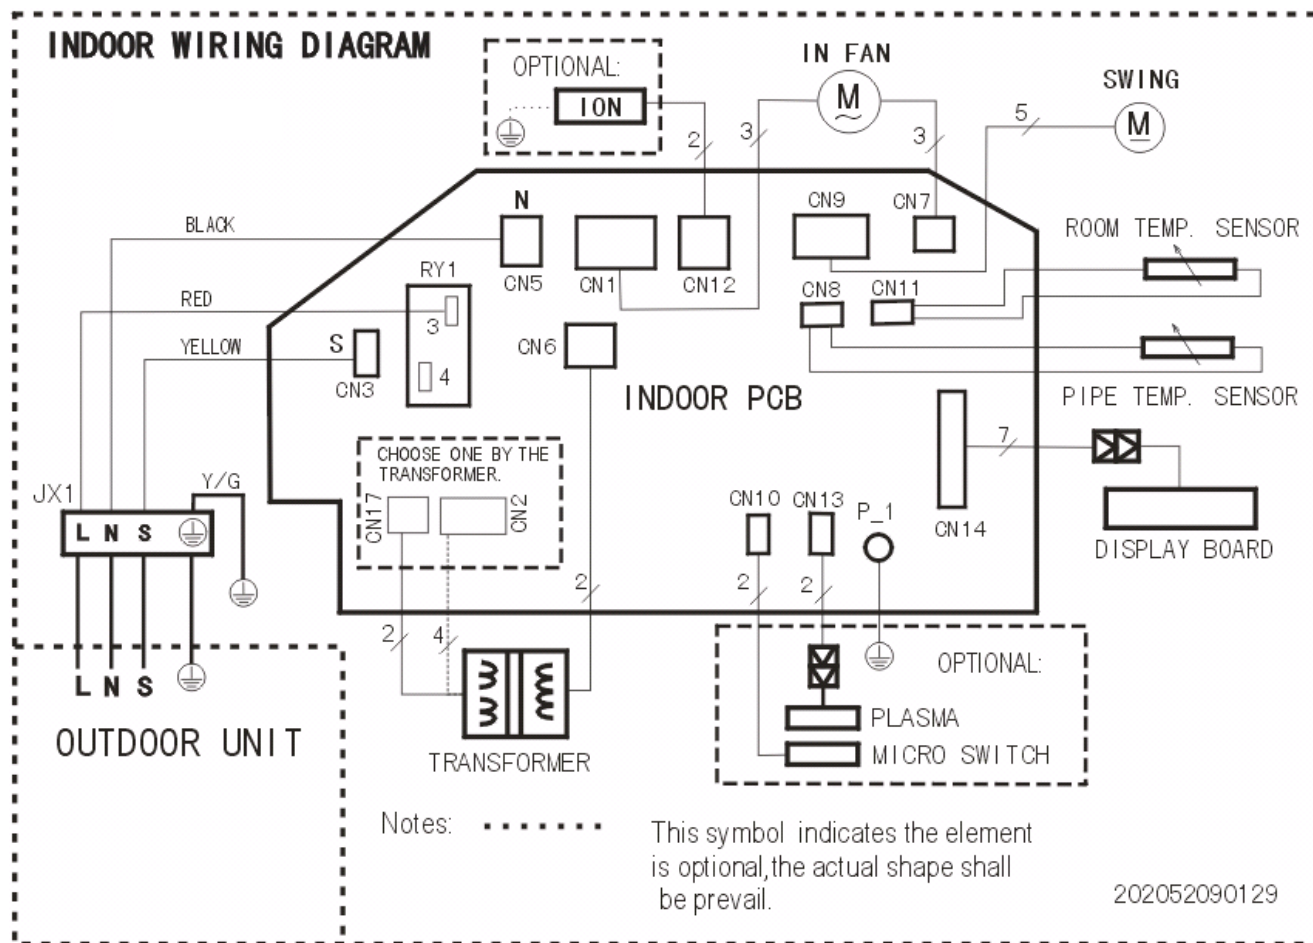 INDOOR WIRING DIAGRAM
OPTIONAL:
ION
IN FAN
M
SWING
M
2
3
3
5
BLACK
RED
YELLOW
N
CN5
CN1
CN12
CN9
CN7
ROOM TEMP. SENSOR
RY1
3
4
S
CN3
CN6
CN8
CN11
INDOOR PCB
PIPE TEMP. SENSOR
CHOOSE ONE BY THE
TRANSFORMER.
CN17
CN2
7
CN14
DISPLAY BOARD
CN10
CN13
P_1
JX1
Y/G
L N S
2
2
2
2
4
L N S
OUTDOOR UNIT
TRANSFORMER
OPTIONAL:
PLASMA
MICRO SWITCH
Notes:
This symbol indicates the element
is optional,the actual shape shall
be prevail.
202052090129